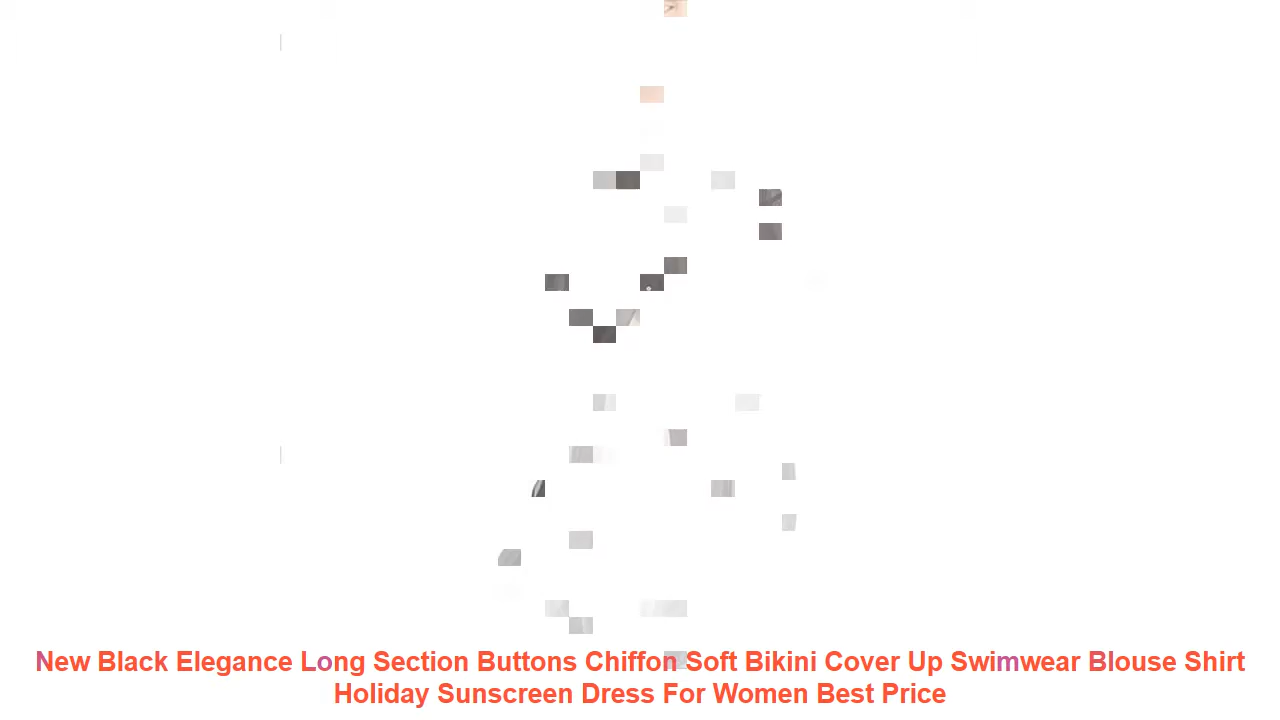 New Black Elegance Long Section Buttons Chiffon Soft Bikini Cover Up Swimwear Blouse Shirt
Holiday Sunscreen Dress For Women Best Price